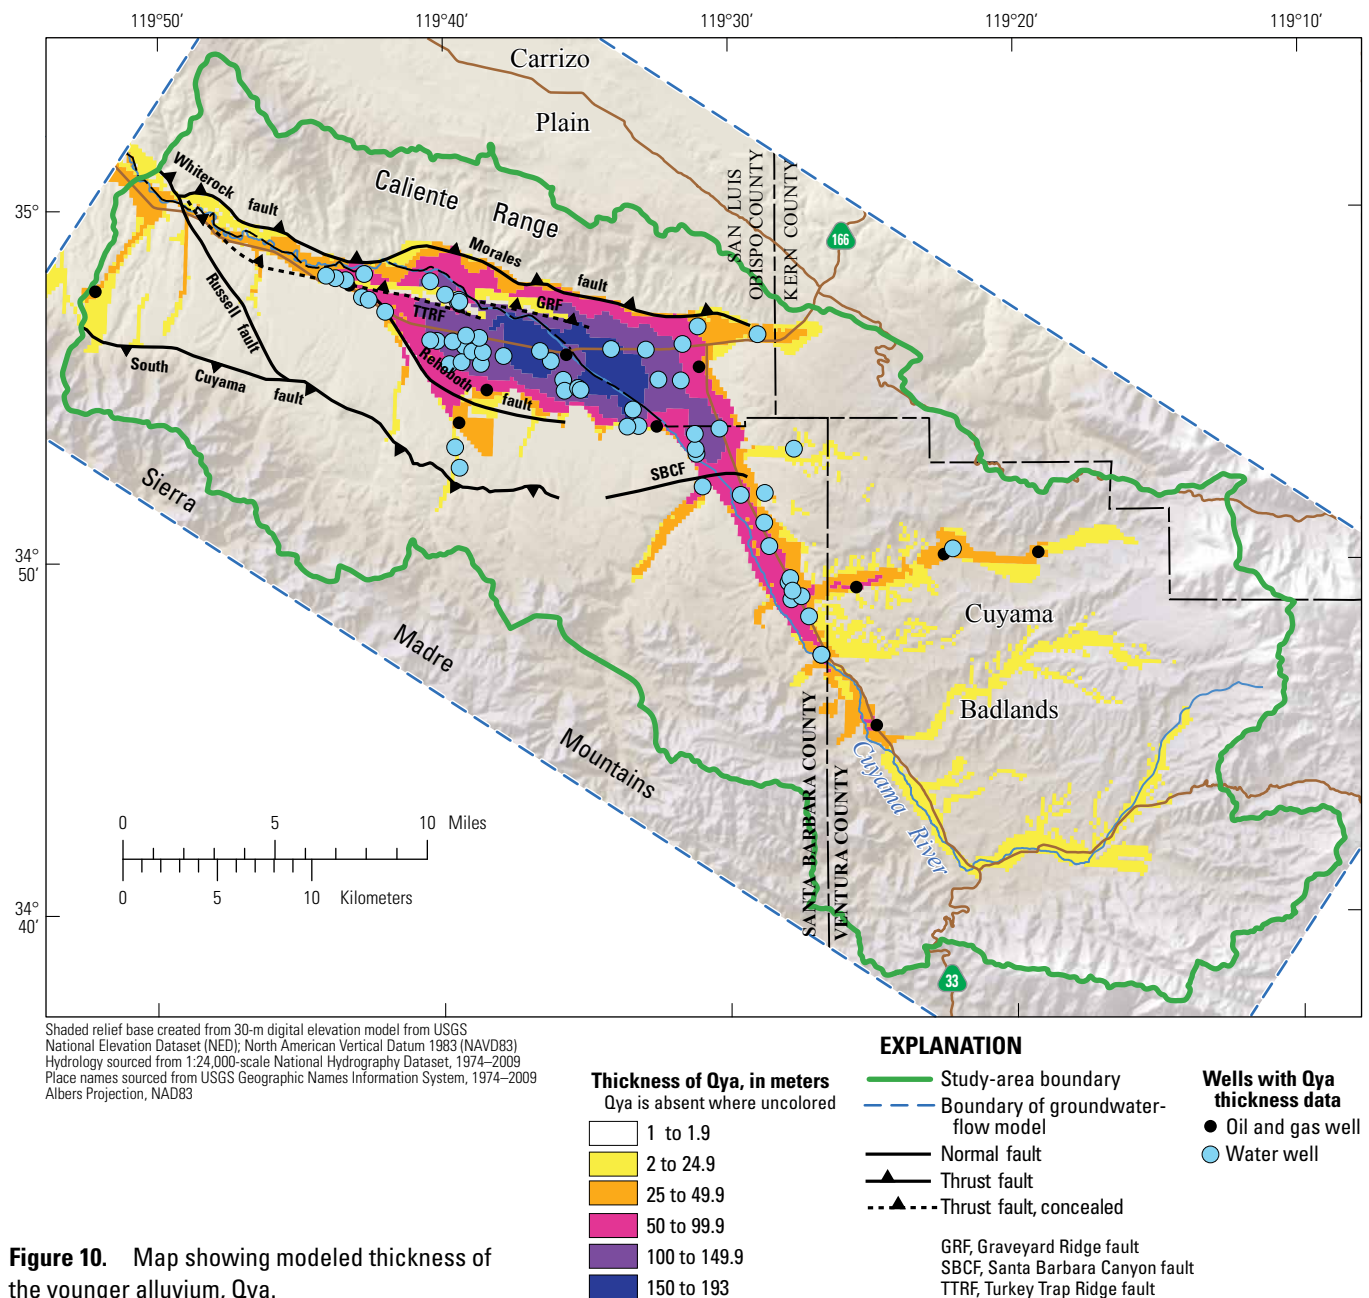 119°50′ 119°40′ 119°30′ 119°20′ 119°10′
Carrizo
Plain
35°
34°
50′
34°
40′
Whiterock fault
Caliente Range
Morales fault
SAN LUIS
OBISPO COUNTY
KERN COUNTY
166
GRF
TTRF
Russell fault
Rehoboth fault
South Cuyama fault
SBCF
Sierra
Madre
Mountains
Cuyama
Badlands
SANTA BARBARA COUNTY
VENTURA COUNTY
Cuyama River
33
0 5 10 Miles
0 5 10 Kilometers
Shaded relief base created from 30-m digital elevation model from USGS
National Elevation Dataset (NED); North American Vertical Datum 1983 (NAVD83)
Hydrology sourced from 1:24,000-scale National Hydrography Dataset, 1974–2009
Place names sourced from USGS Geographic Names Information System, 1974–2009
Albers Projection, NAD83
EXPLANATION
Thickness of Qya, in meters
Qya is absent where uncolored
1 to 1.9
2 to 24.9
25 to 49.9
50 to 99.9
100 to 149.9
150 to 193
Study-area boundary
Boundary of groundwater-
flow model
Normal fault
Thrust fault
Thrust fault, concealed
GRF, Graveyard Ridge fault
SBCF, Santa Barbara Canyon fault
TTRF, Turkey Trap Ridge fault
Wells with Qya
thickness data
Oil and gas well
Water well
Figure 10. Map showing modeled thickness of
the younger alluvium, Qya.